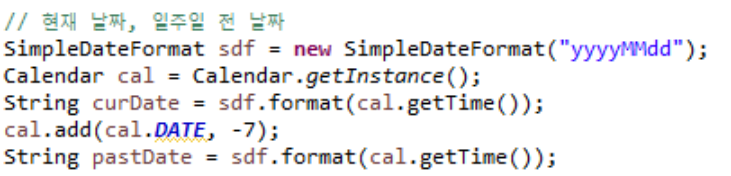 // 현재 날짜, 일주일 전 날짜
SimpleDateFormat sdf = new SimpleDateFormat("yyyyMMdd");
Calendar cal = Calendar.getInstance();
String curDate = sdf.format(cal.getTime());
cal.add(cal.DATE, -7);
String pastDate = sdf.format(cal.getTime());